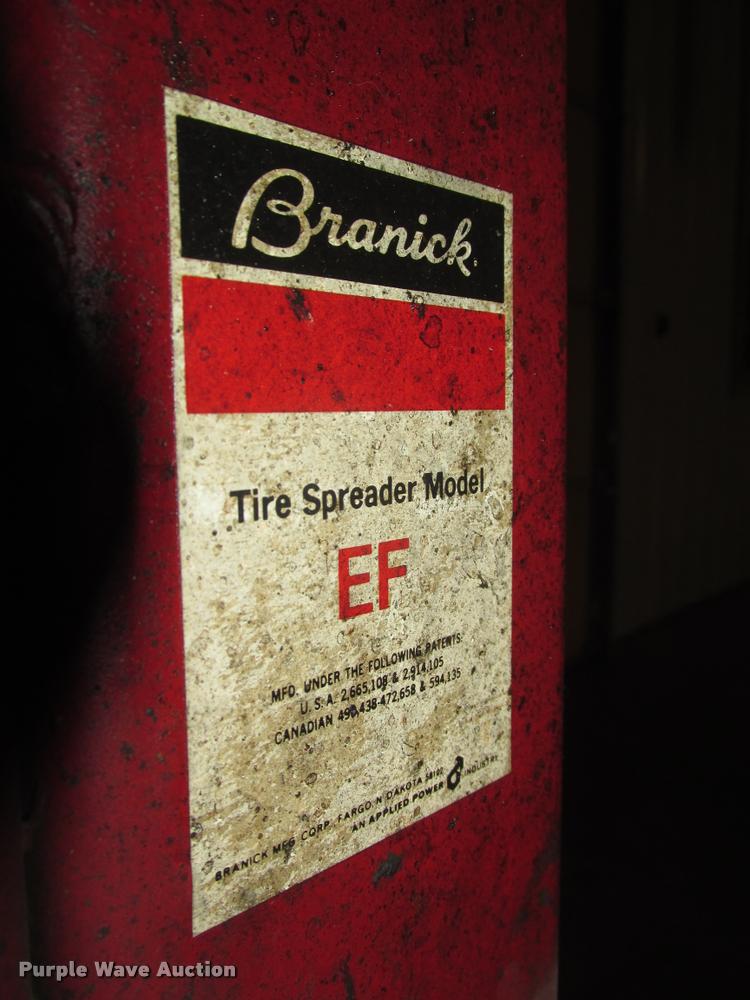 Branick
Tire Spreader Model
EF
MFD. UNDER THE FOLLOWING PATENTS:
U.S.A. 2,665,108 & 2,914,105
CANADIAN 490,438-472,658 & 594,135
BRANICK MFG CORP. FARGO, N DAKOTA 58102
AN APPLIED POWER INDUSTRY
Purple Wave Auction